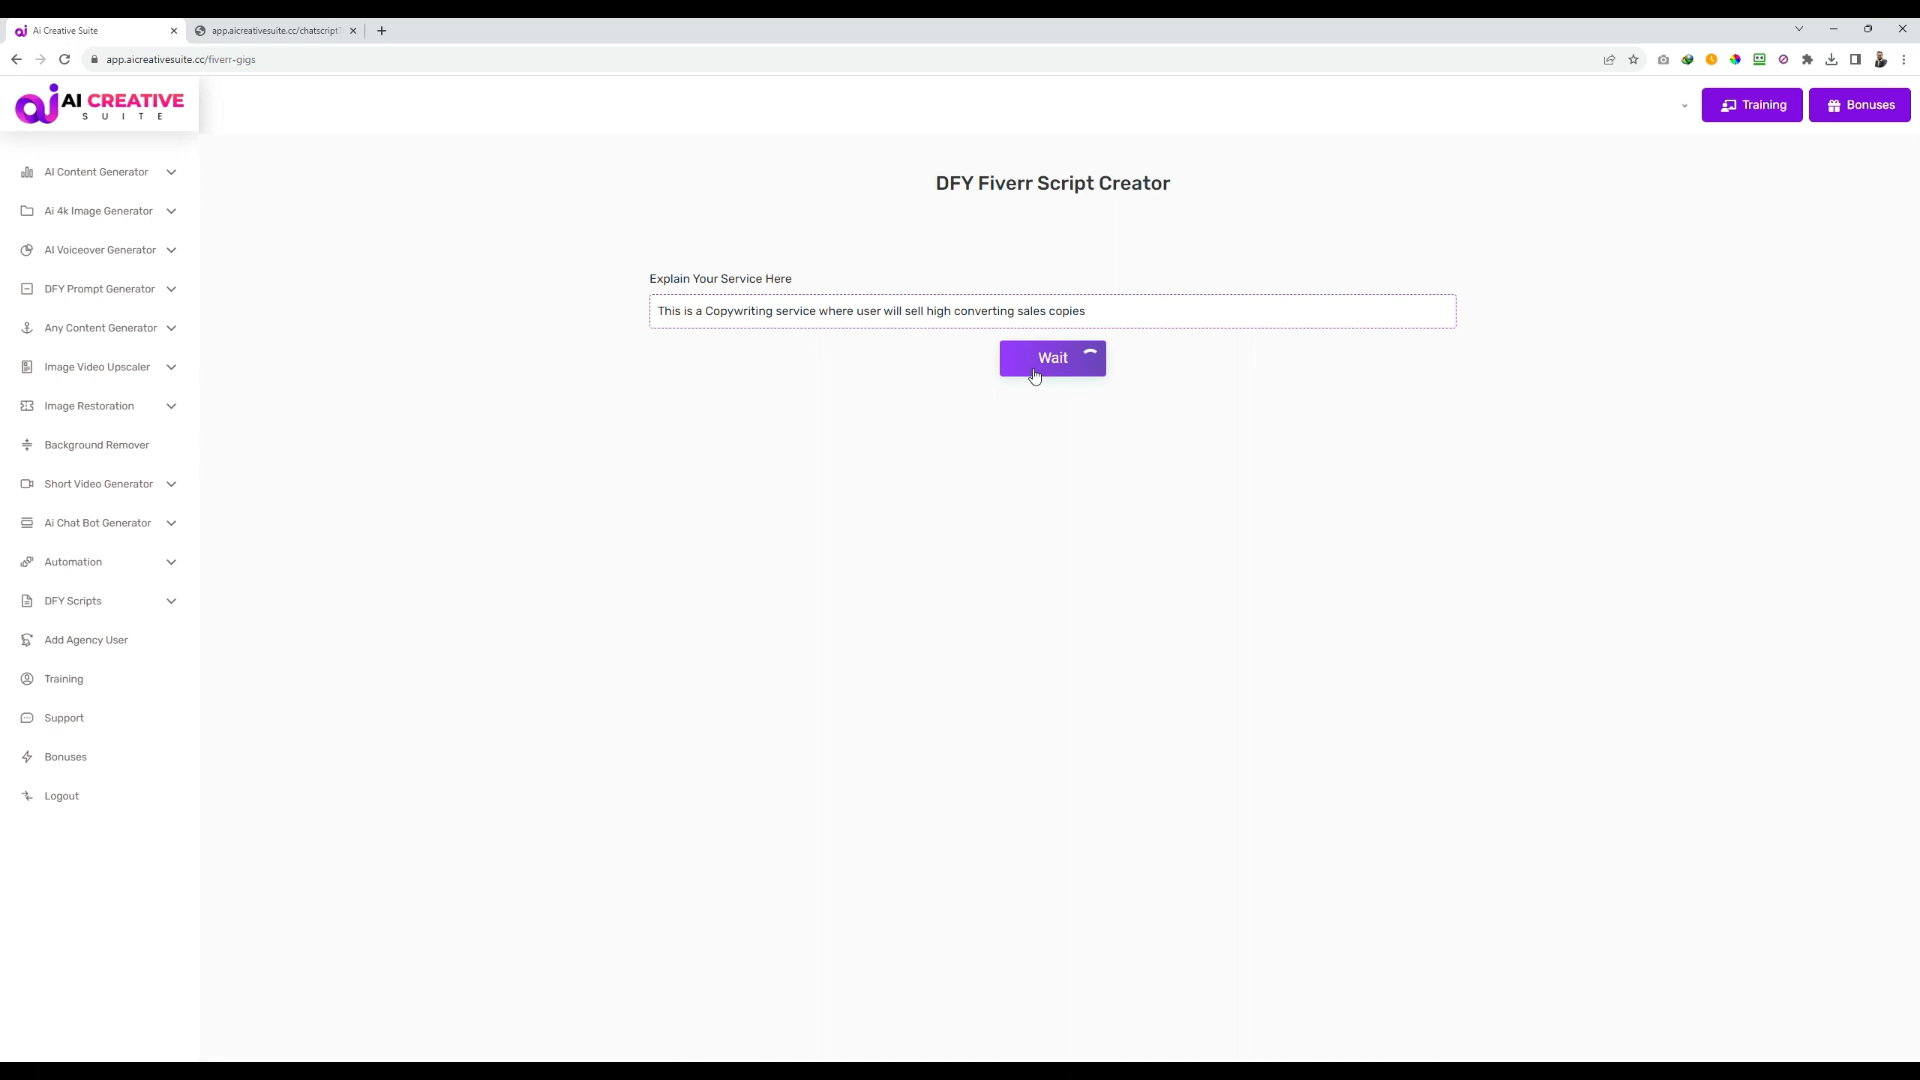 Ai Creative Suite
app.aicreativesuite.cc/chatscript
app.aicreativesuite.cc/fiverr-gigs
AI CREATIVE
SUITE
Training
Bonuses
AI Content Generator
Ai 4k Image Generator
AI Voiceover Generator
DFY Prompt Generator
Any Content Generator
Image Video Upscaler
Image Restoration
Background Remover
Short Video Generator
Ai Chat Bot Generator
Automation
DFY Scripts
Add Agency User
Training
Support
Bonuses
Logout
DFY Fiverr Script Creator
Explain Your Service Here
This is a Copywriting service where user will sell high converting sales copies
Wait